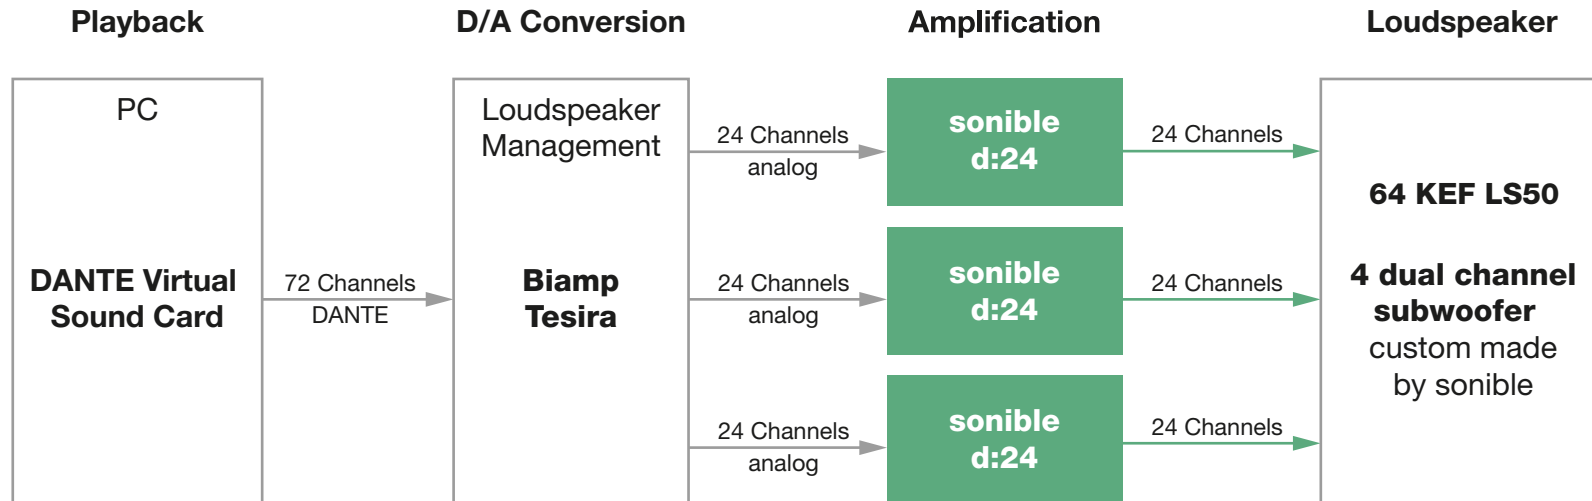 Playback
D/A Conversion
Amplification
Loudspeaker
PC
DANTE Virtual
Sound Card
72 Channels
DANTE
Loudspeaker
Management
Biamp
Tesira
24 Channels
analog
24 Channels
analog
24 Channels
analog
sonible
d:24
sonible
d:24
sonible
d:24
24 Channels
24 Channels
24 Channels
64 KEF LS50
4 dual channel
subwoofer
custom made
by sonible